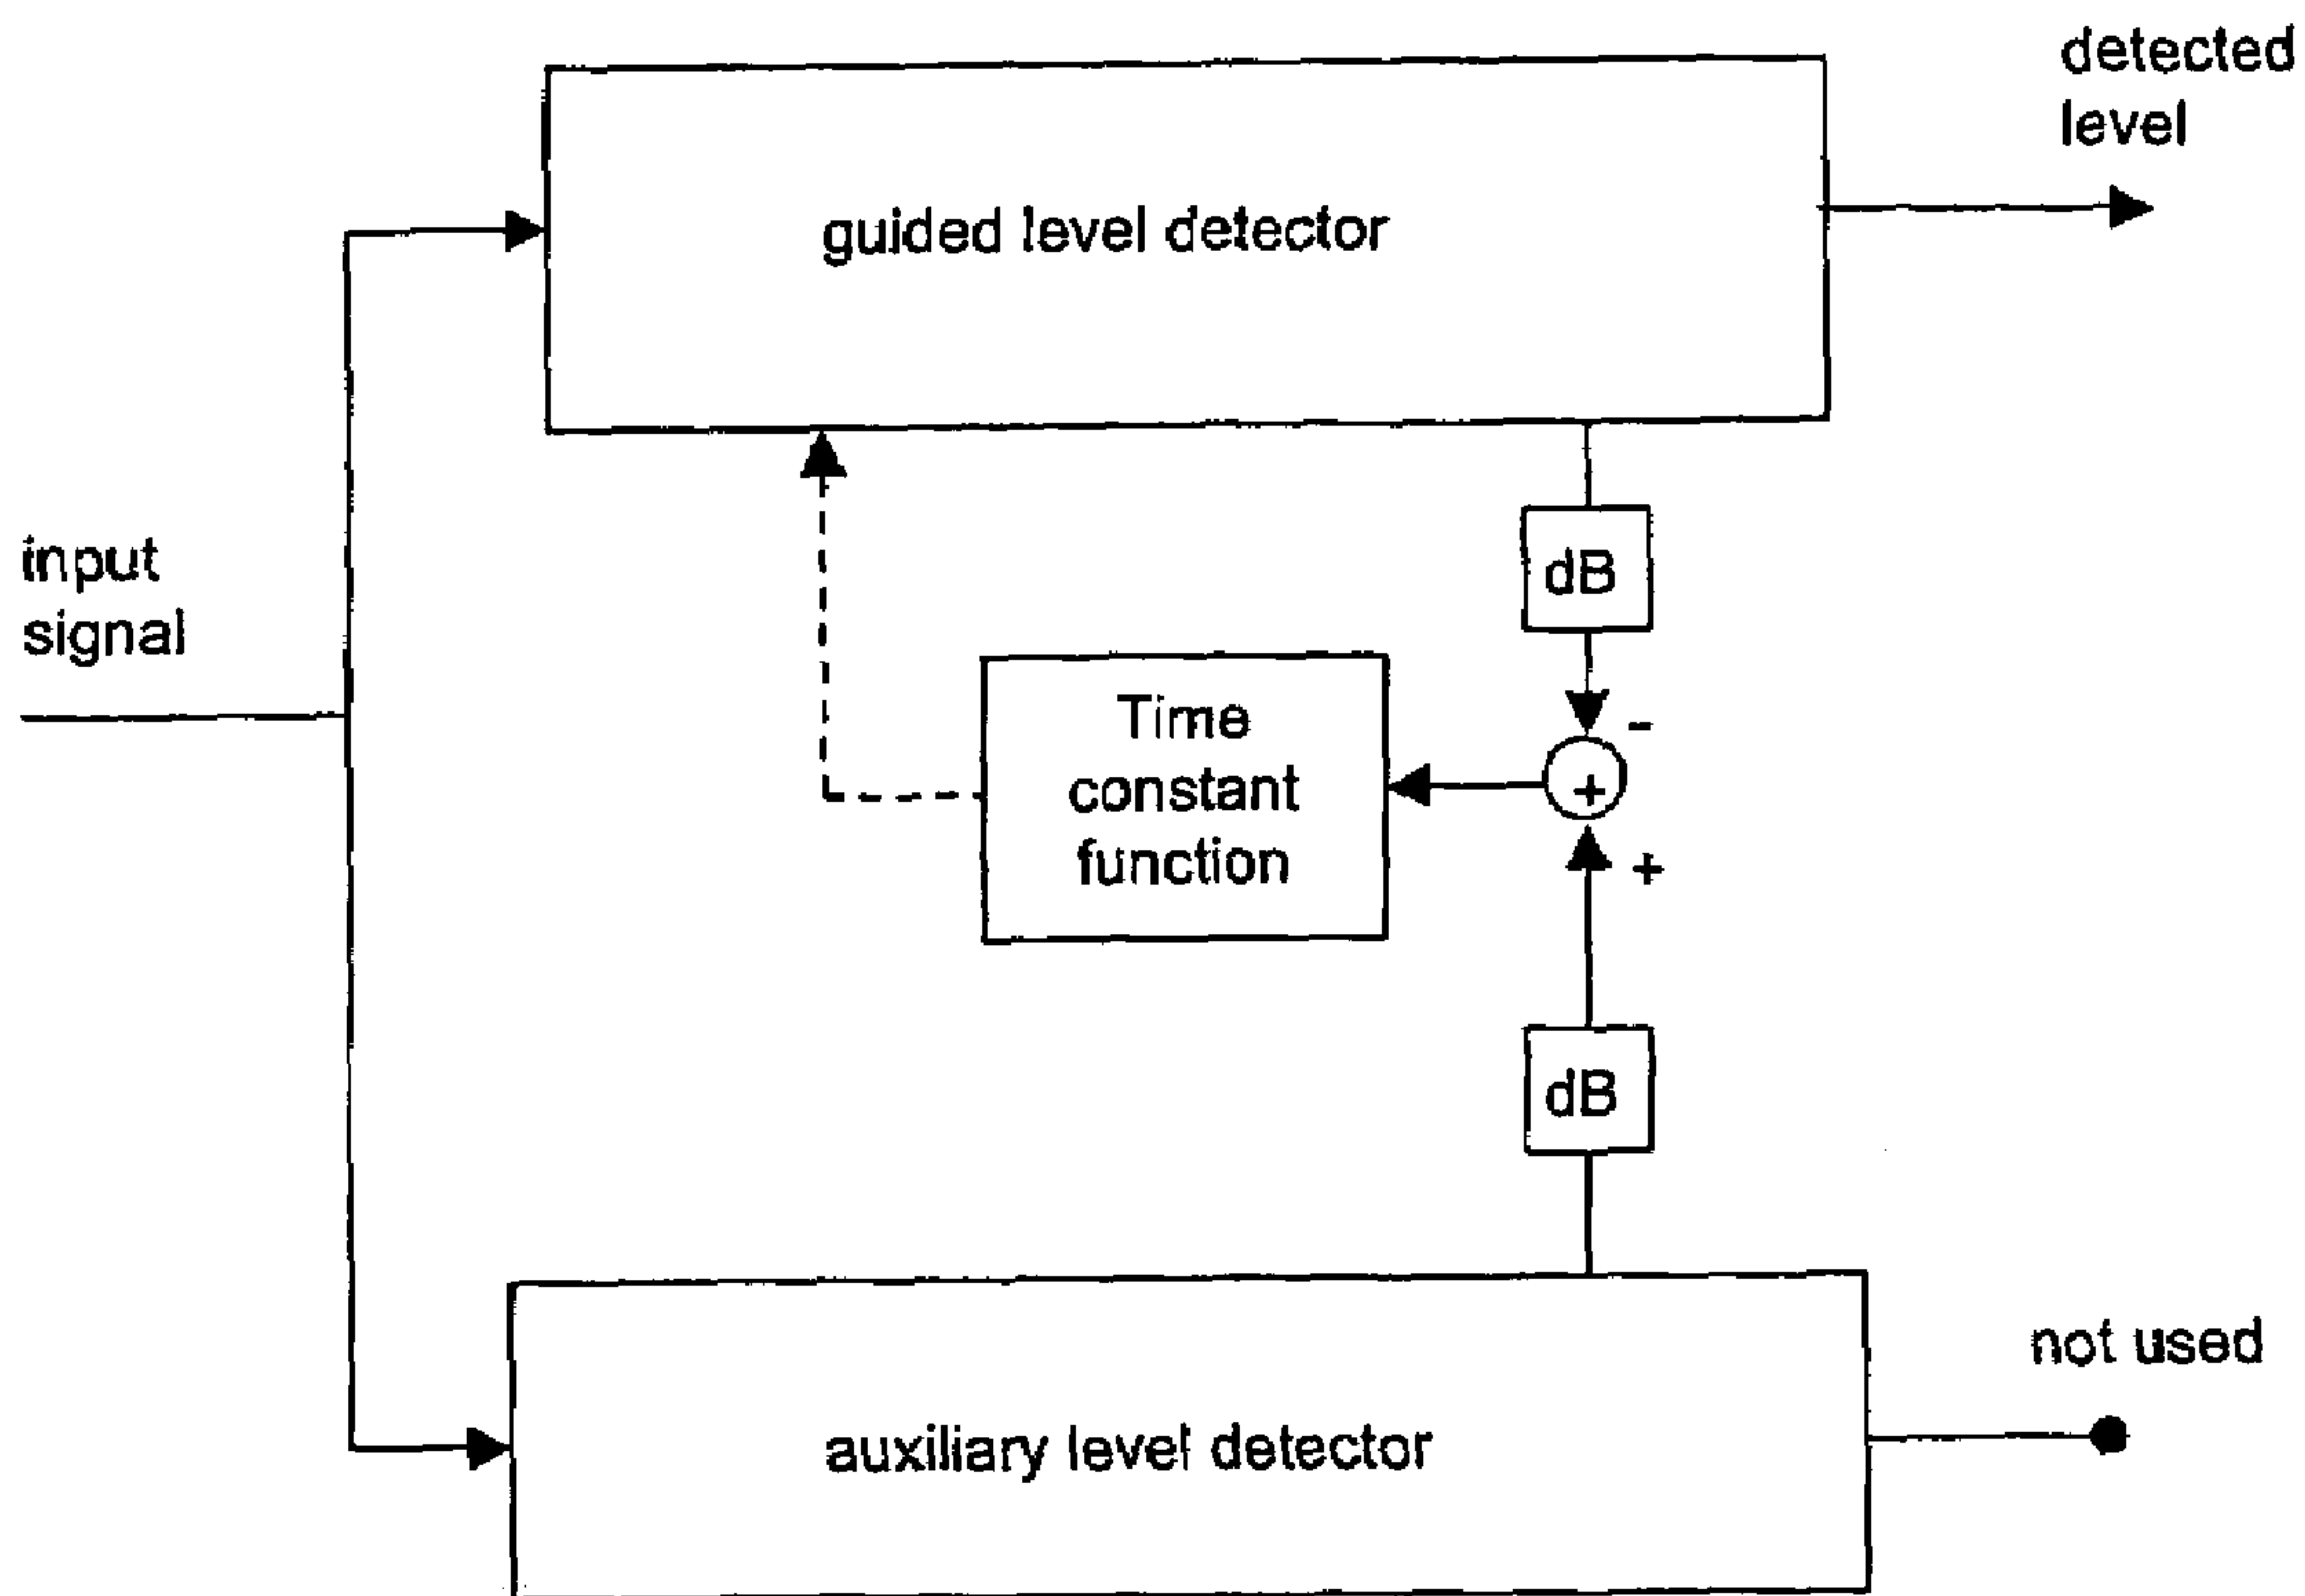 detected
level
guided level detector
input
signal
dB
-
Time
constant
function
+
+
dB
not used
auxiliary level detector